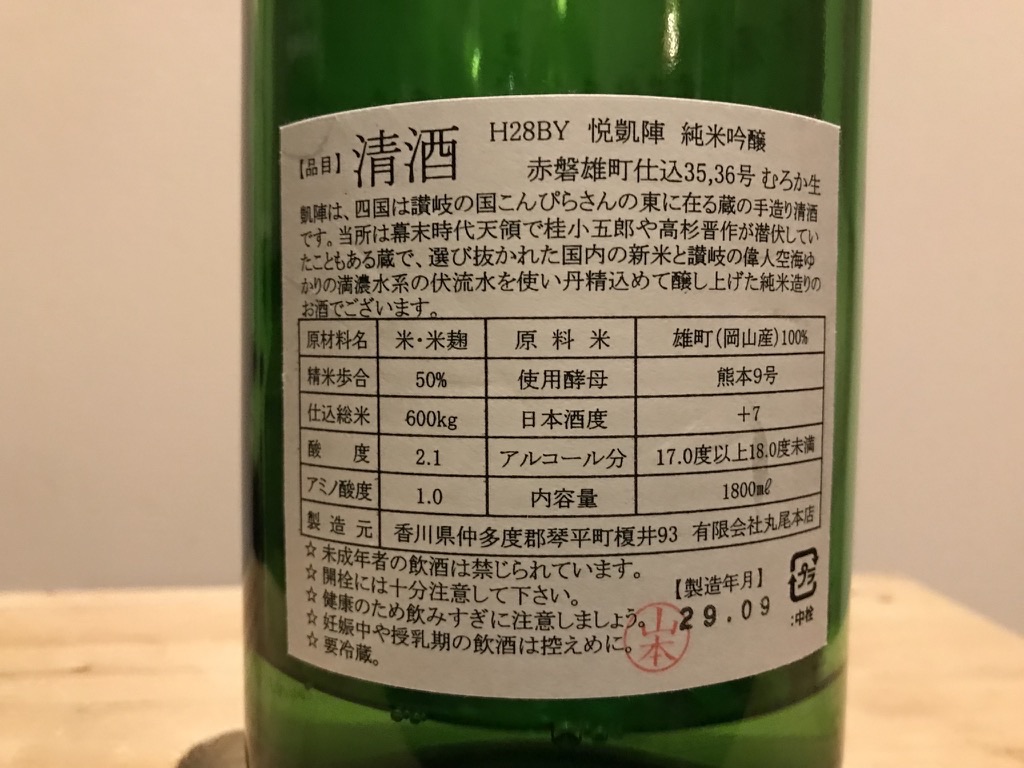 【品目】清酒 H28BY 悦凱陣 純米吟醸
赤磐雄町仕込35,36号 むろか生
凱陣は、四国は讃岐の国こんぴらさんの東に在る蔵の手造り清酒
です。当所は幕末時代天領で桂小五郎や高杉晋作が潜伏してい
たこともある蔵で、選び抜かれた国内の新米と讃岐の偉人空海ゆ
かりの満濃水系の伏流水を使い丹精込めて醸し上げた純米造りの
お酒でございます。
原材料名 米・米麹 原料米 雄町(岡山産)100%
精米歩合 50% 使用酵母 熊本9号
仕込総米 600kg 日本酒度 +7
酸度 2.1 アルコール分 17.0度以上18.0度未満
アミノ酸度 1.0 内容量 1800㎖
製造元 香川県仲多度郡琴平町榎井93 有限会社丸尾本店
☆未成年者の飲酒は禁じられています。
☆開栓には十分注意して下さい。
☆健康のため飲みすぎに注意しましょう。
☆妊娠中や授乳期の飲酒は控えめに。
☆要冷蔵。
【製造年月】
29.09
山本
プラ
:中栓